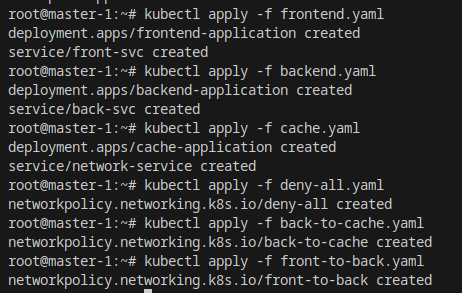 root@master-1:~# kubectl apply -f frontend.yaml
deployment.apps/frontend-application created
service/front-svc created
root@master-1:~# kubectl apply -f backend.yaml
deployment.apps/backend-application created
service/back-svc created
root@master-1:~# kubectl apply -f cache.yaml
deployment.apps/cache-application created
service/network-service created
root@master-1:~# kubectl apply -f deny-all.yaml
networkpolicy.networking.k8s.io/deny-all created
root@master-1:~# kubectl apply -f back-to-cache.yaml
networkpolicy.networking.k8s.io/back-to-cache created
root@master-1:~# kubectl apply -f front-to-back.yaml
networkpolicy.networking.k8s.io/front-to-back created